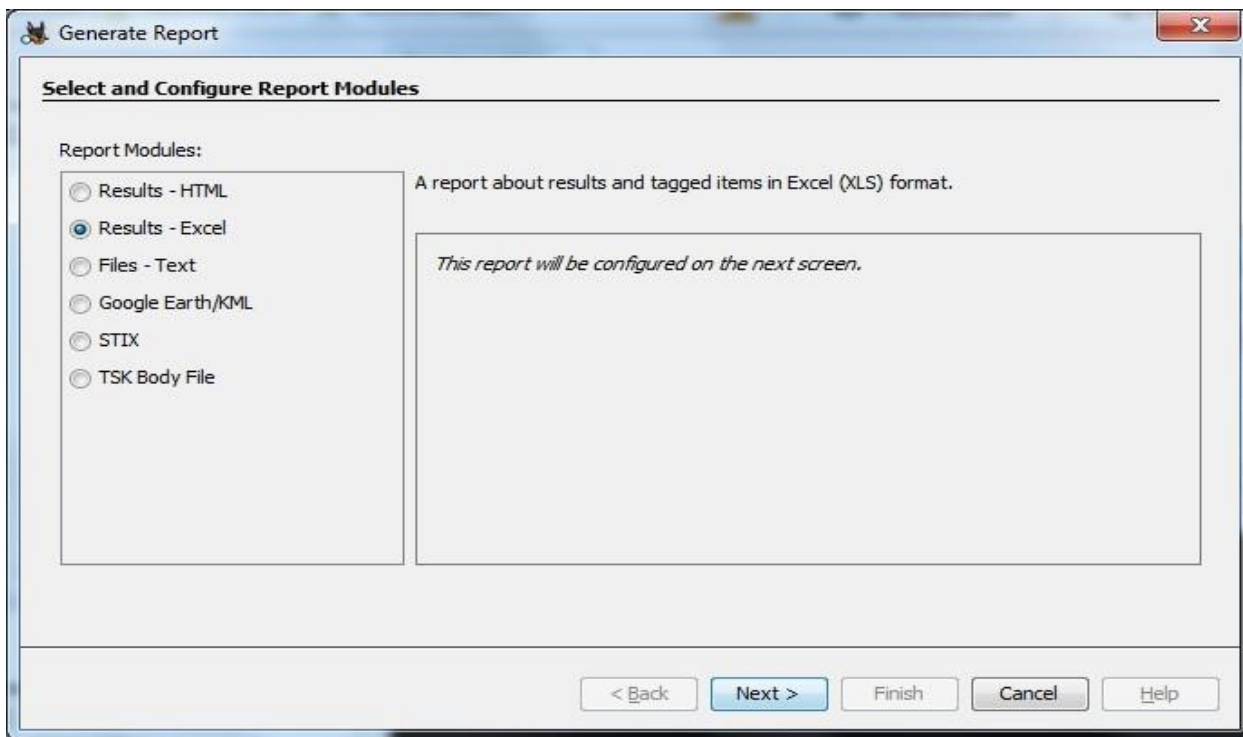 Generate Report
Select and Configure Report Modules
Report Modules:
Results - HTML
Results - Excel
Files - Text
Google Earth/KML
STIX
TSK Body File
A report about results and tagged items in Excel (XLS) format.
This report will be configured on the next screen.
< Back
Next >
Finish
Cancel
Help